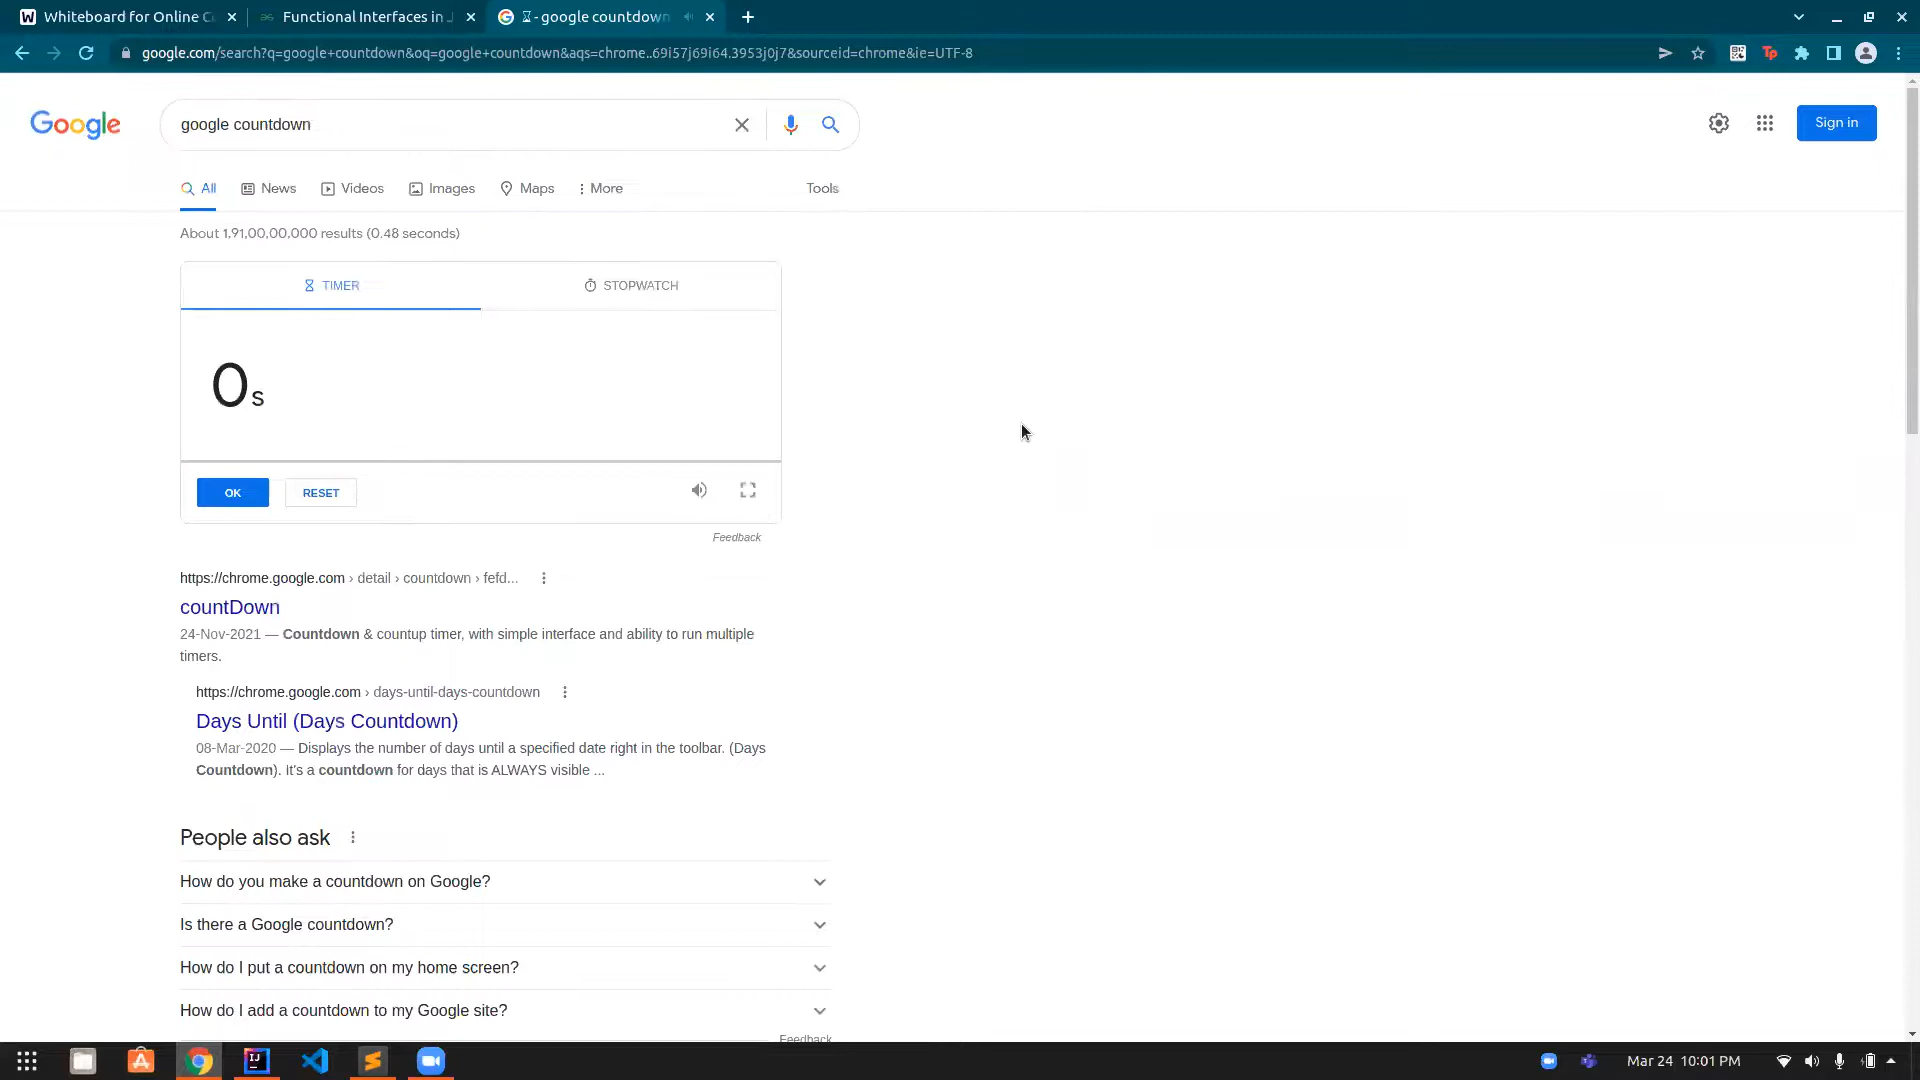 Whiteboard for Online C
Functional Interfaces in J
- google countdown
google.com/search?q=google+countdown&oq=google+countdown&aqs=chrome..69i57j69i64.3953j0j7&sourceid=chrome&ie=UTF-8
Google
google countdown
Sign in
All
News
Videos
Images
Maps
More
Tools
About 1,91,00,00,000 results (0.48 seconds)
TIMER
STOPWATCH
0s
OK
RESET
Feedback
https://chrome.google.com › detail › countdown › fefd...
countDown
24-Nov-2021 — Countdown & countup timer, with simple interface and ability to run multiple
timers.
https://chrome.google.com › days-until-days-countdown
Days Until (Days Countdown)
08-Mar-2020 — Displays the number of days until a specified date right in the toolbar. (Days
Countdown). It's a countdown for days that is ALWAYS visible ...
People also ask
How do you make a countdown on Google?
Is there a Google countdown?
How do I put a countdown on my home screen?
How do I add a countdown to my Google site?
Feedback
Mar 24 10:01 PM